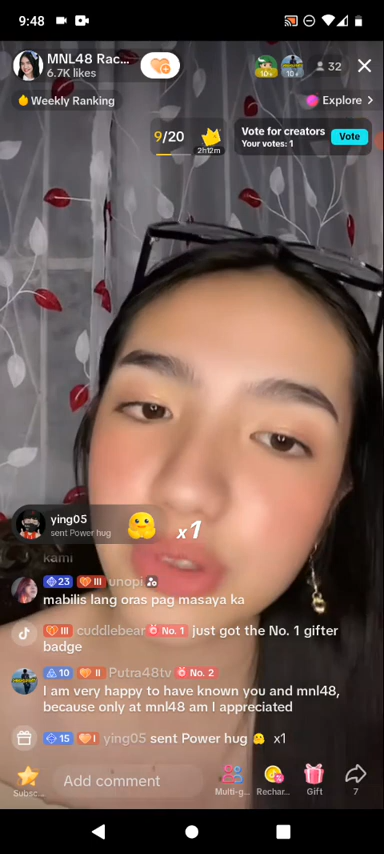 9:48
MNL48 Rac...
6.7K likes
10+
10+
32
Weekly Ranking
Explore
9/20
2h12m
Vote for creators
Your votes: 1
Vote
ying05
sent Power hug
x1
kami
23 III unopi
mabilis lang oras pag masaya ka
III cuddlebear No. 1 just got the No. 1 gifter
badge
10 II Putra48tv No. 2
I am very happy to have known you and mnl48,
because only at mnl48 am I appreciated
15 I ying05 sent Power hug x1
Subsc...
Add comment
Multi-g...
Rechar...
Gift
7